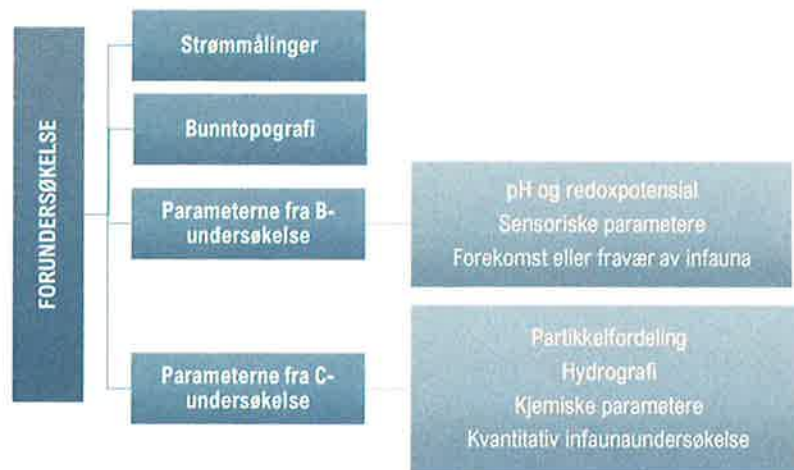 FORUNDERSØKELSE
Strømmålinger
Bunntopografi
Parameterne fra B-
undersøkelse
pH og redoxpotensial
Sensoriske parametere
Forekomst eller fravær av infauna
Parameterne fra C-
undersøkelse
Partikkelfordeling
Hydrografi
Kjemiske parametere
Kvantitativ infaunaundersøkelse